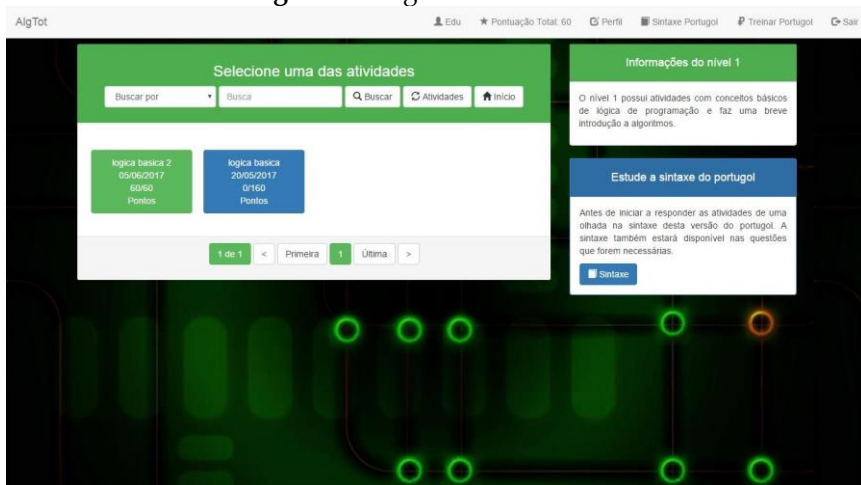 AlgTot
Edu
Pontuação Total: 60
Perfil
Sintaxe Portugol
Treinar Portugol
Sair
Selecione uma das atividades
Buscar por
Busca
Buscar
Atividades
Início
logica basica 2
05/06/2017
60/60
Pontos
logica basica
20/05/2017
0/160
Pontos
1 de 1
<
Primeira
1
Última
>
Informações do nível 1
O nível 1 possui atividades com conceitos básicos
de lógica de programação e faz uma breve
introdução a algoritmos.
Estude a sintaxe do portugol
Antes de iniciar a responder as atividades de uma
olhada na sintaxe desta versão do portugol. A
sintaxe também estará disponível nas questões
que forem necessárias.
Sintaxe